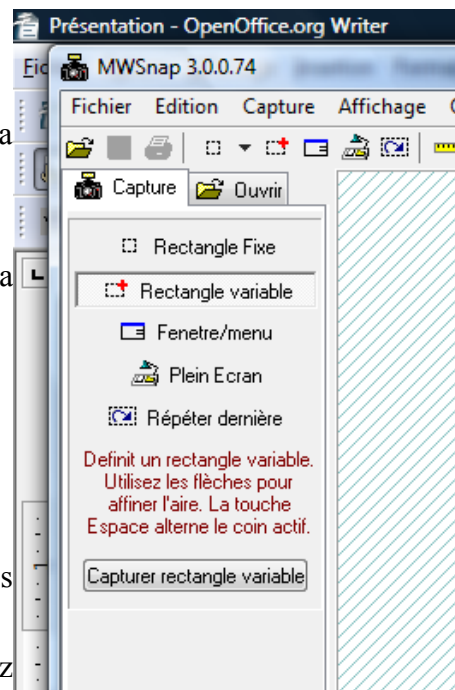 Présentation - OpenOffice.org Writer
Fic
MWSnap 3.0.0.74
Fichier Edition Capture Affichage
a
Capture Ouvrir
Rectangle Fixe
a
Rectangle variable
Fenetre/menu
Plein Ecran
Répéter dernière
Definit un rectangle variable.
Utilisez les flèches pour
affiner l'aire. La touche
Espace alterne le coin actif.
s
Capturer rectangle variable
z